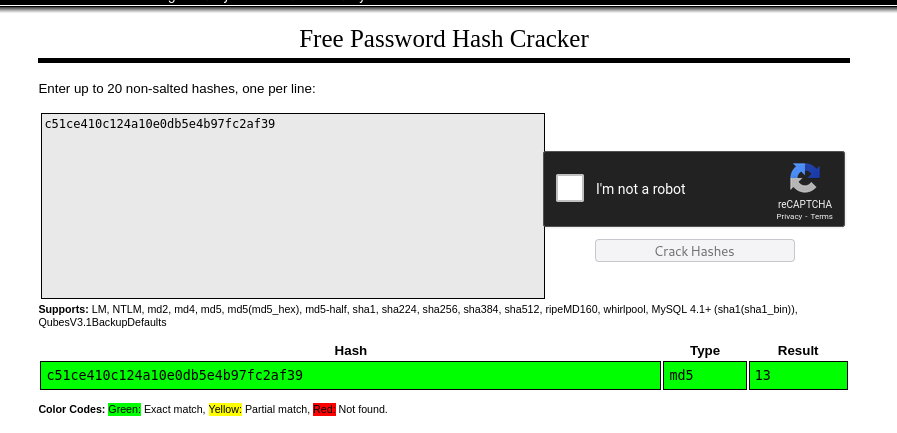 Free Password Hash Cracker
Enter up to 20 non-salted hashes, one per line:
c51ce410c124a10e0db5e4b97fc2af39
I'm not a robot
reCAPTCHA
Privacy - Terms
Crack Hashes
Supports: LM, NTLM, md2, md4, md5, md5(md5_hex), md5-half, sha1, sha224, sha256, sha384, sha512, ripeMD160, whirlpool, MySQL 4.1+ (sha1(sha1_bin)),
QubesV3.1BackupDefaults
Hash Type Result
c51ce410c124a10e0db5e4b97fc2af39 md5 13
Color Codes: Green: Exact match, Yellow: Partial match, Red: Not found.